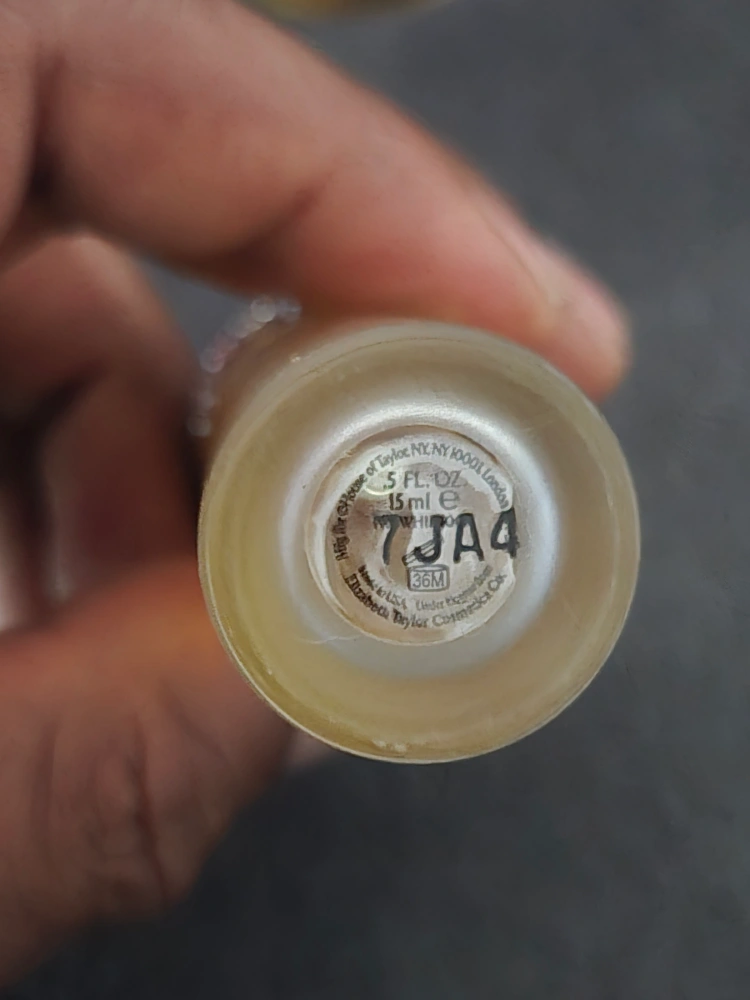 Mfg. for © House of Taylor, NY, NY 10001, London
.5 FL. OZ.
15 ml e
7JA4
36M
Made in USA Under license from
Elizabeth Taylor Cosmetics Co.